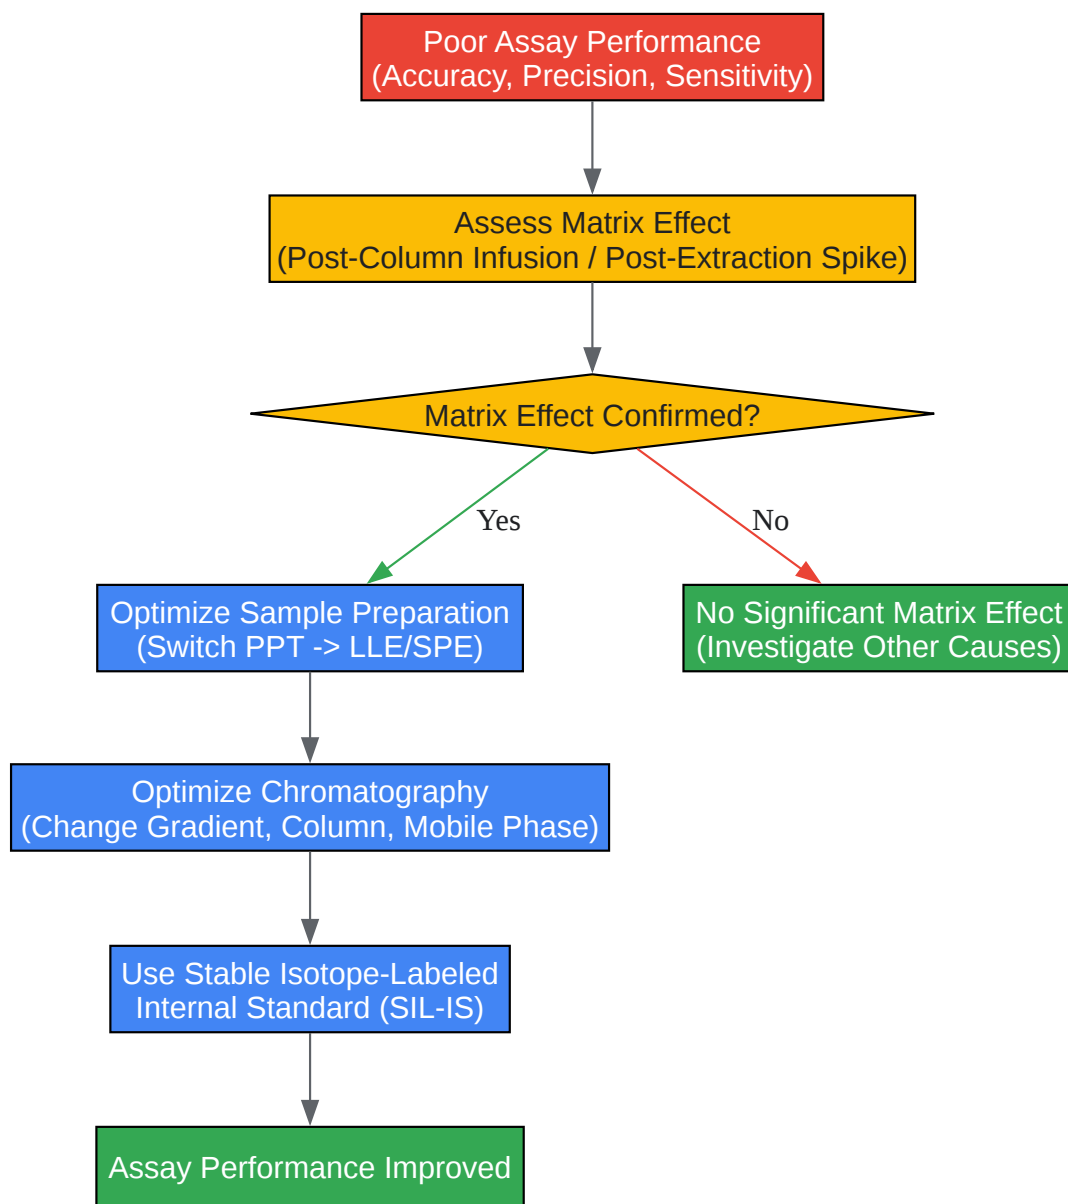 Poor Assay Performance
(Accuracy, Precision, Sensitivity)
Assess Matrix Effect
(Post-Column Infusion / Post-Extraction Spike)
Matrix Effect Confirmed?
Yes
No
Optimize Sample Preparation
(Switch PPT -> LLE/SPE)
No Significant Matrix Effect
(Investigate Other Causes)
Optimize Chromatography
(Change Gradient, Column, Mobile Phase)
Use Stable Isotope-Labeled
Internal Standard (SIL-IS)
Assay Performance Improved